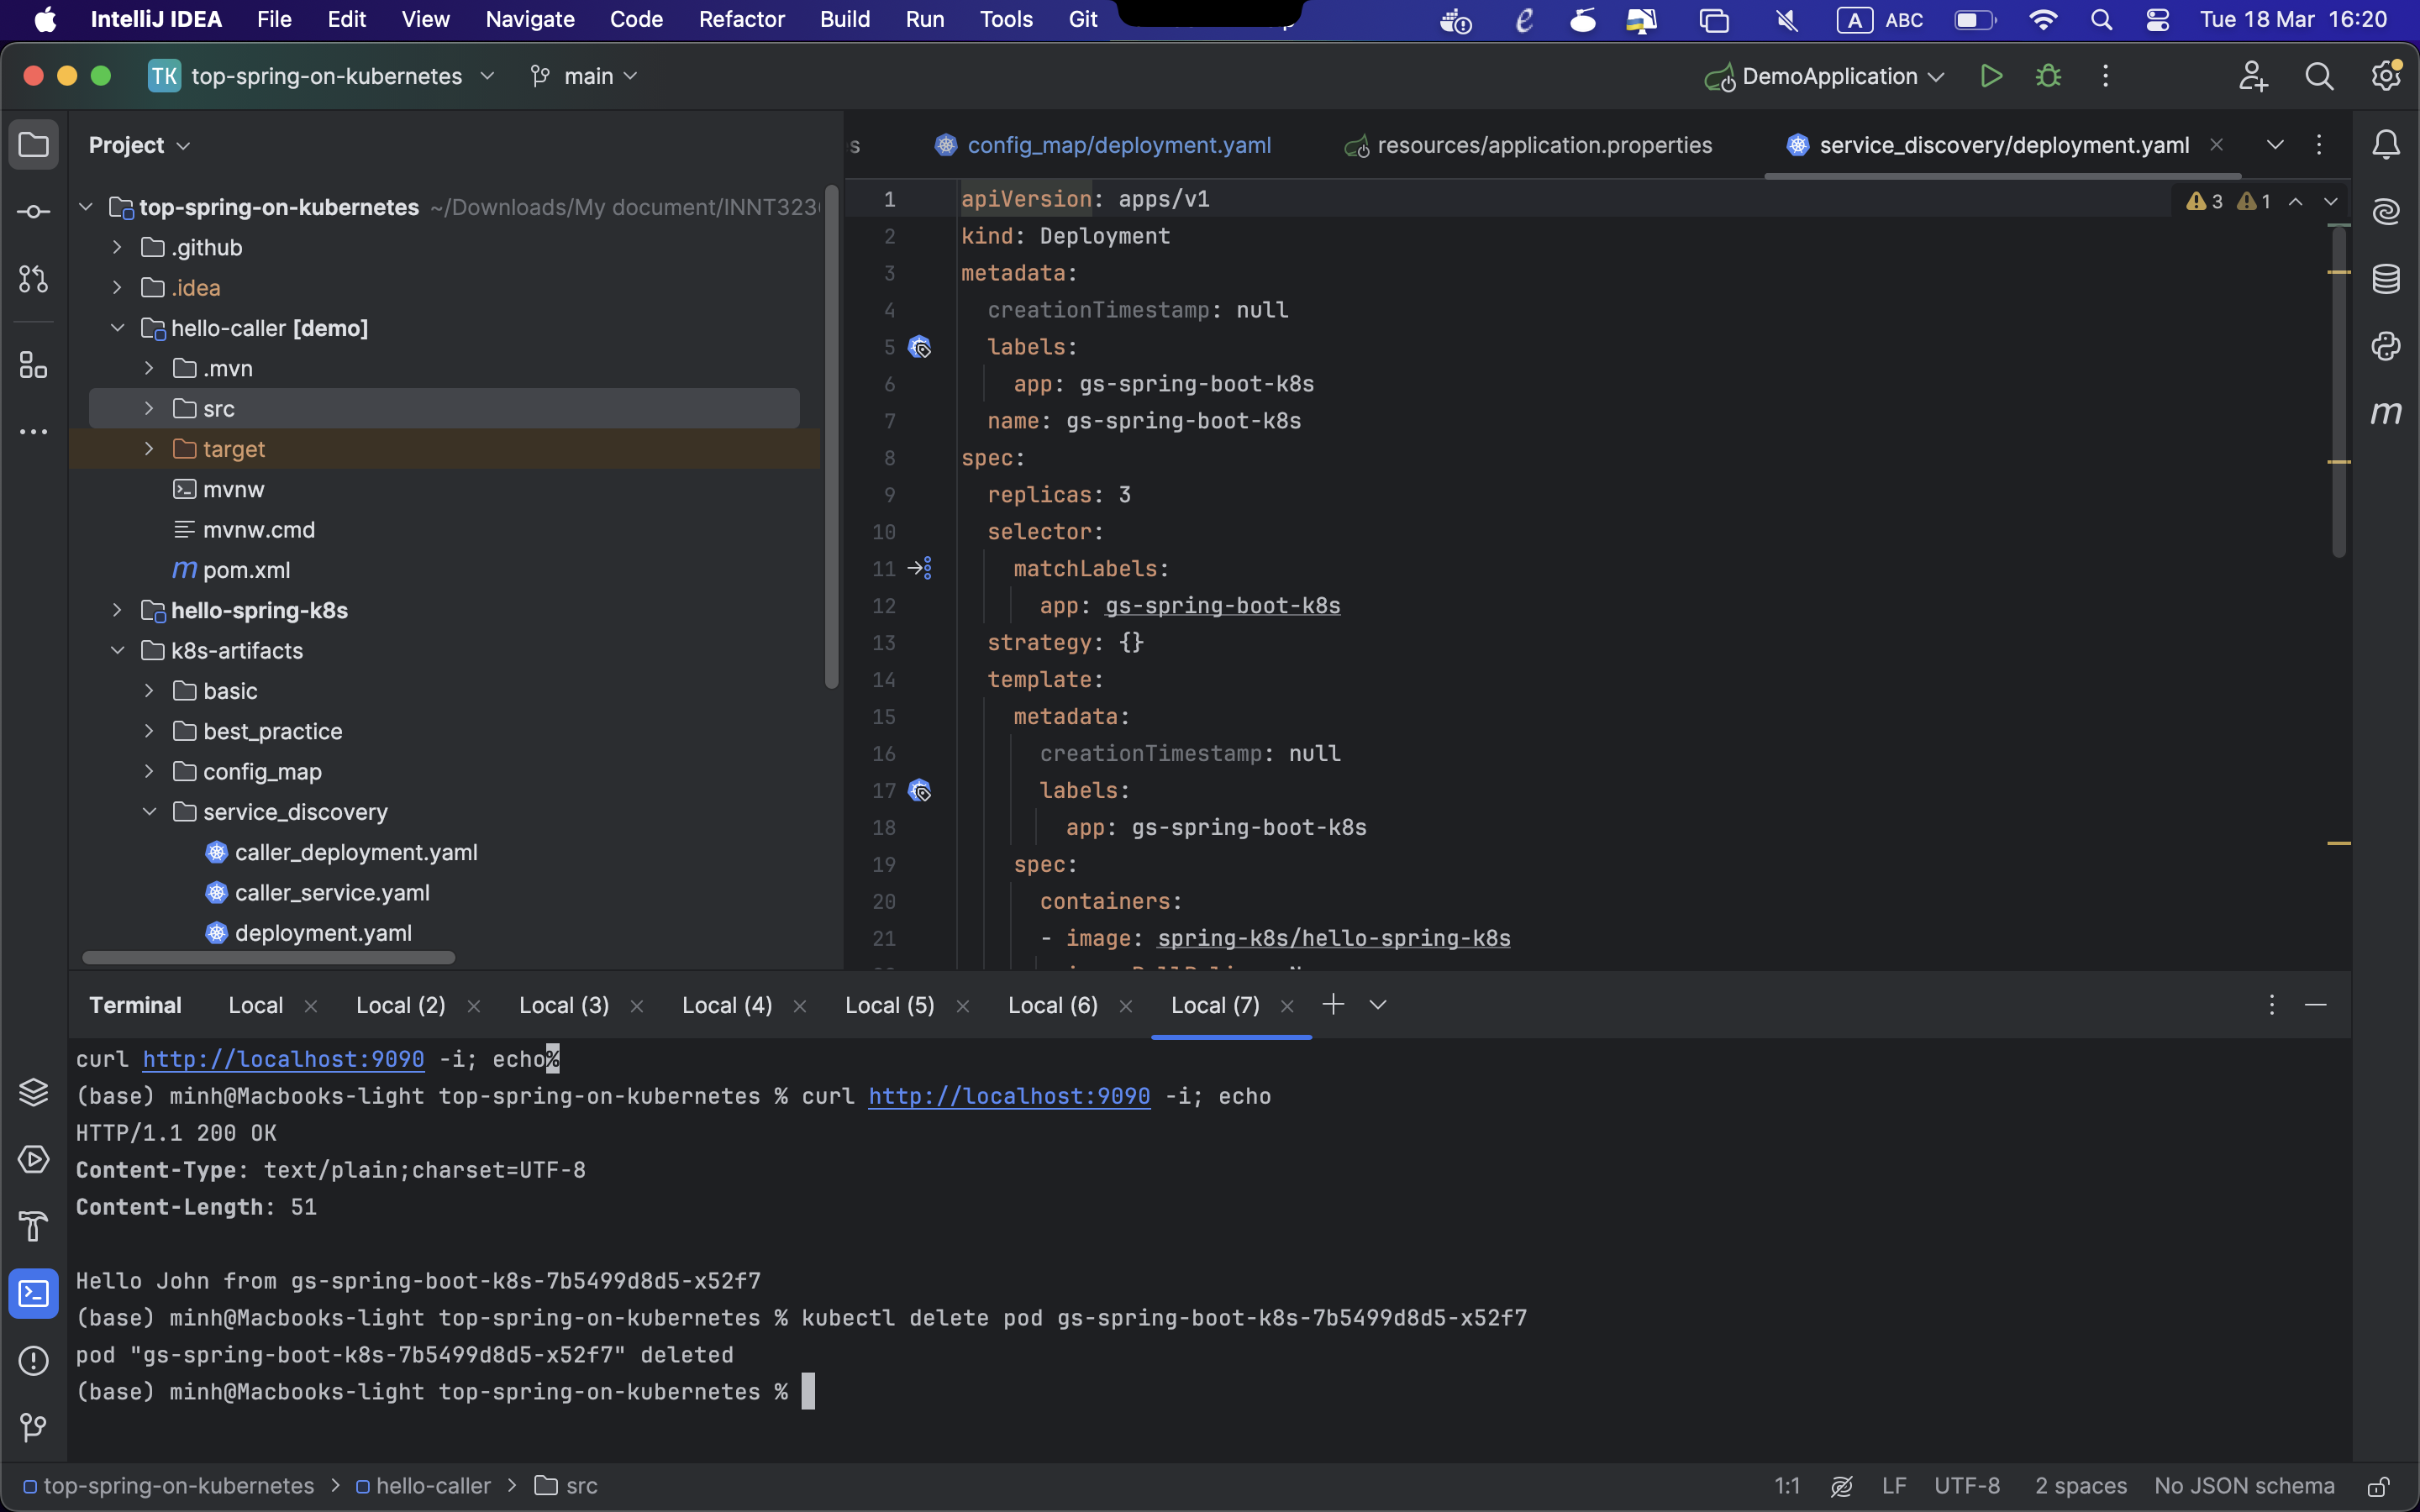 IntelliJ IDEA File Edit View Navigate Code Refactor Build Run Tools Git A ABC Tue 18 Mar 16:20
TK top-spring-on-kubernetes main DemoApplication
Project
s config_map/deployment.yaml resources/application.properties service_discovery/deployment.yaml
top-spring-on-kubernetes ~/Downloads/My document/INNT323
.github
.idea
hello-caller [demo]
.mvn
src
target
mvnw
mvnw.cmd
m pom.xml
hello-spring-k8s
k8s-artifacts
basic
best_practice
config_map
service_discovery
caller_deployment.yaml
caller_service.yaml
deployment.yaml
3 1
1 apiVersion: apps/v1
2 kind: Deployment
3 metadata:
4 creationTimestamp: null
5 labels:
6 app: gs-spring-boot-k8s
7 name: gs-spring-boot-k8s
8 spec:
9 replicas: 3
10 selector:
11 matchLabels:
12 app: gs-spring-boot-k8s
13 strategy: {}
14 template:
15 metadata:
16 creationTimestamp: null
17 labels:
18 app: gs-spring-boot-k8s
19 spec:
20 containers:
21 - image: spring-k8s/hello-spring-k8s
m
Terminal Local Local (2) Local (3) Local (4) Local (5) Local (6) Local (7)
curl http://localhost:9090 -i; echo%
(base) minh@Macbooks-light top-spring-on-kubernetes % curl http://localhost:9090 -i; echo
HTTP/1.1 200 OK
Content-Type: text/plain;charset=UTF-8
Content-Length: 51
Hello John from gs-spring-boot-k8s-7b5499d8d5-x52f7
(base) minh@Macbooks-light top-spring-on-kubernetes % kubectl delete pod gs-spring-boot-k8s-7b5499d8d5-x52f7
pod "gs-spring-boot-k8s-7b5499d8d5-x52f7" deleted
(base) minh@Macbooks-light top-spring-on-kubernetes %
top-spring-on-kubernetes > hello-caller > src 1:1 LF UTF-8 2 spaces No JSON schema